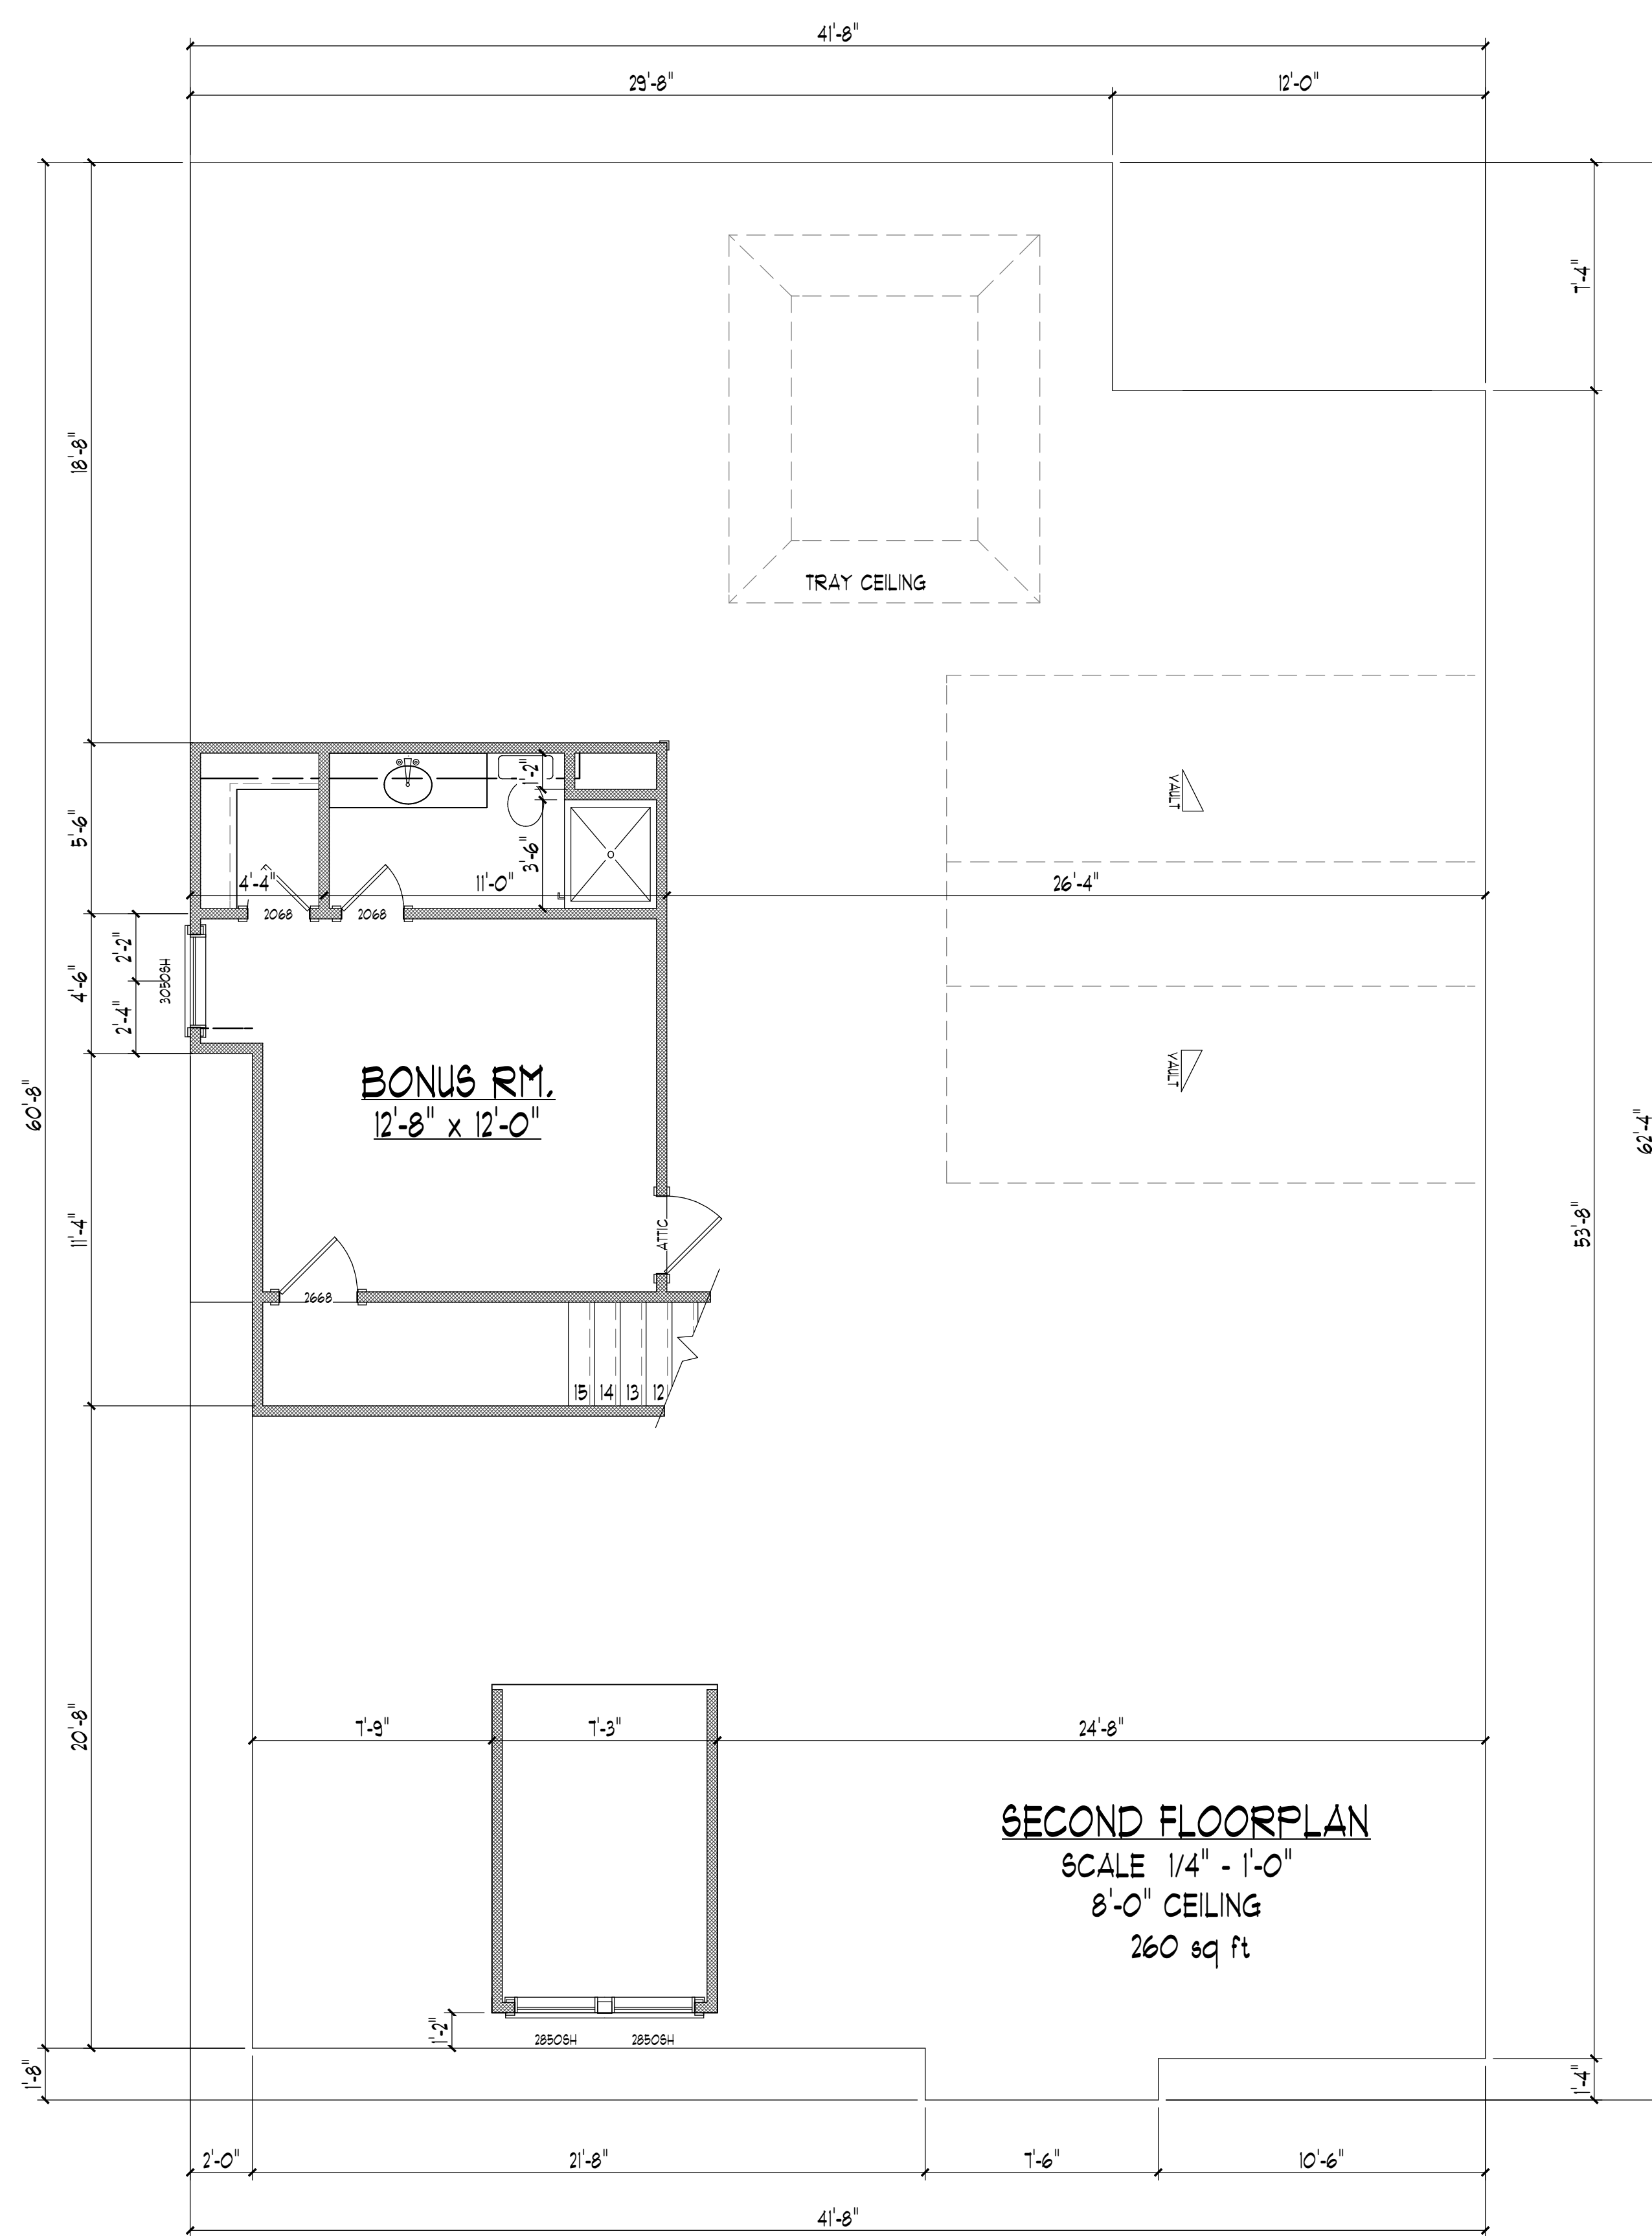 41'-8"
29'-8"
12'-0"
7'-4"
18'-8"
TRAY CEILING
1'-2"
VAULT
5'-6"
3'-6"
4'-4"
11'-0"
26'-4"
2068
2068
2'-2"
4'-6"
3050SH
2'-4"
VAULT
BONUS RM.
12'-8" x 12'-0"
60'-8"
62'-4"
11'-4"
ATTIC
53'-8"
2668
15
14
13
12
20'-8"
7'-9"
7'-3"
24'-8"
SECOND FLOORPLAN
SCALE 1/4" - 1'-0"
8'-0" CEILING
260 sq ft
1'-2"
2850SH
2850SH
1'-8"
1'-4"
2'-0"
21'-8"
7'-6"
10'-6"
41'-8"